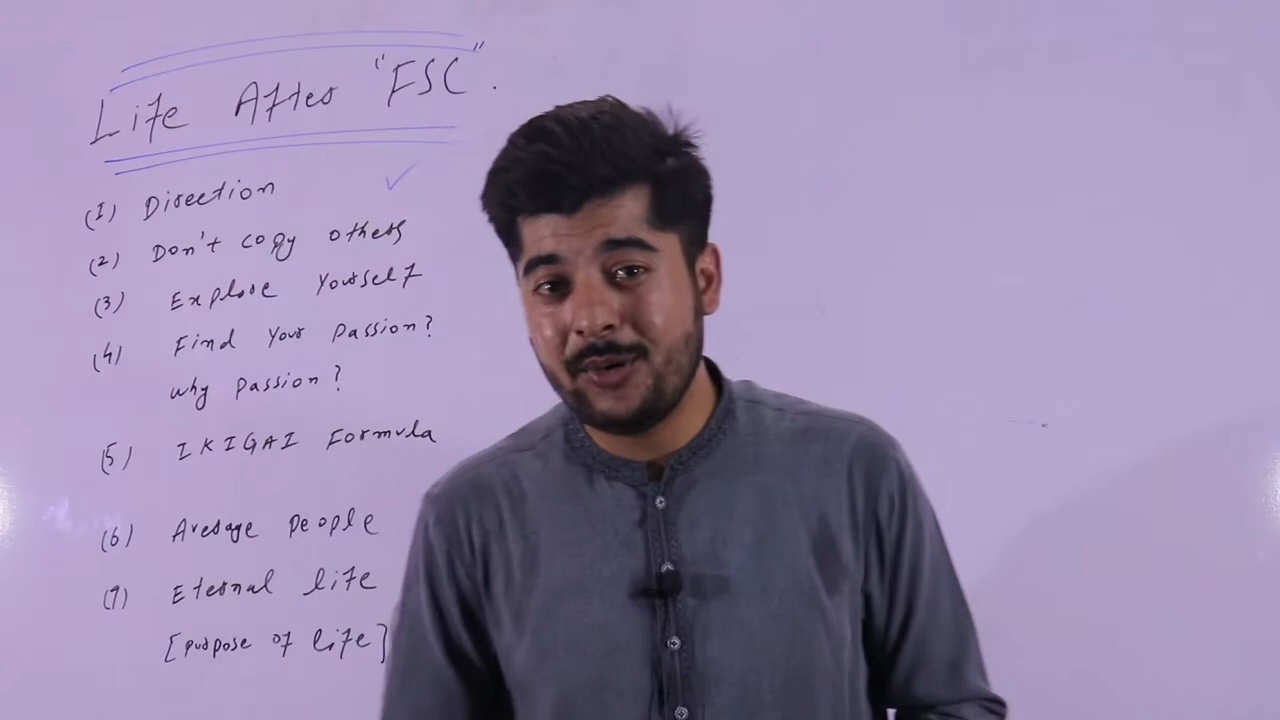 Life After "FSC".
(1) Direction
(2) Don't copy others
(3) Explore Yourself
(4) Find Your Passion?
why passion?
(5) IKIGAI Formula
(6) Average people
(7) Eternal life
[purpose of life]